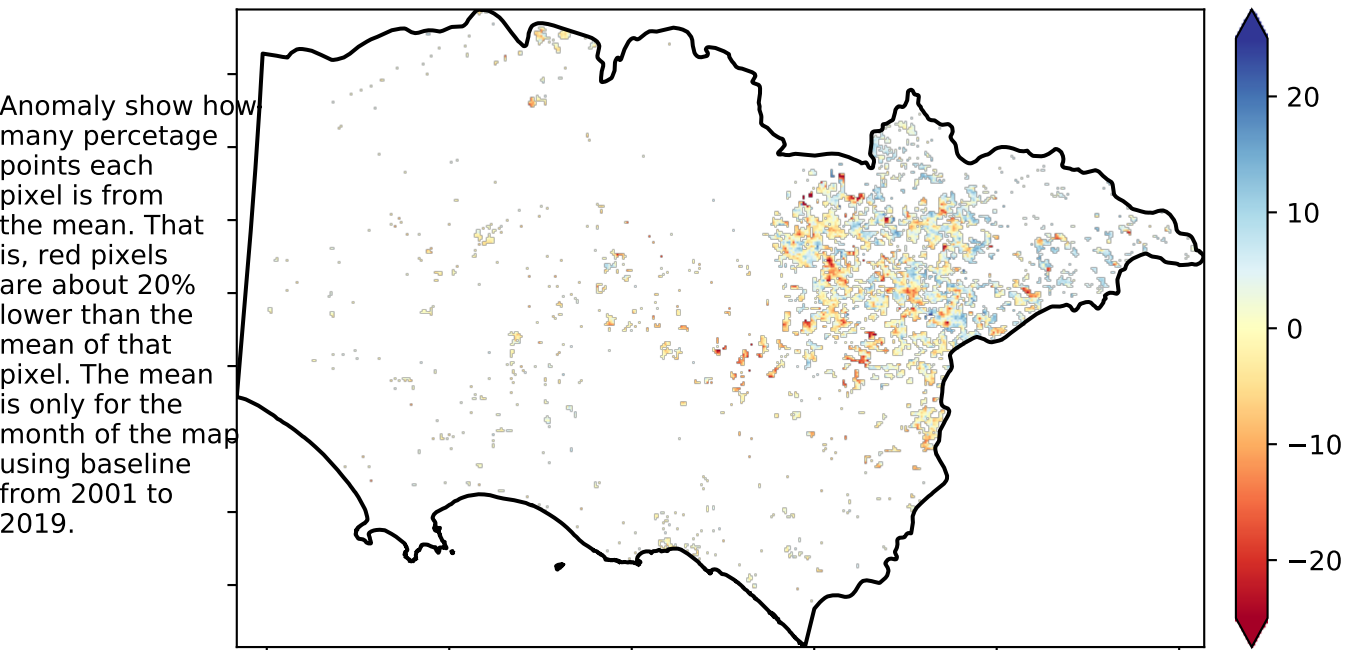 Anomaly show how
many percetage
points each
pixel is from
the mean. That
is, red pixels
are about 20%
lower than the
mean of that
pixel. The mean
is only for the
month of the map
using baseline
from 2001 to
2019.
20
10
0
−10
−20